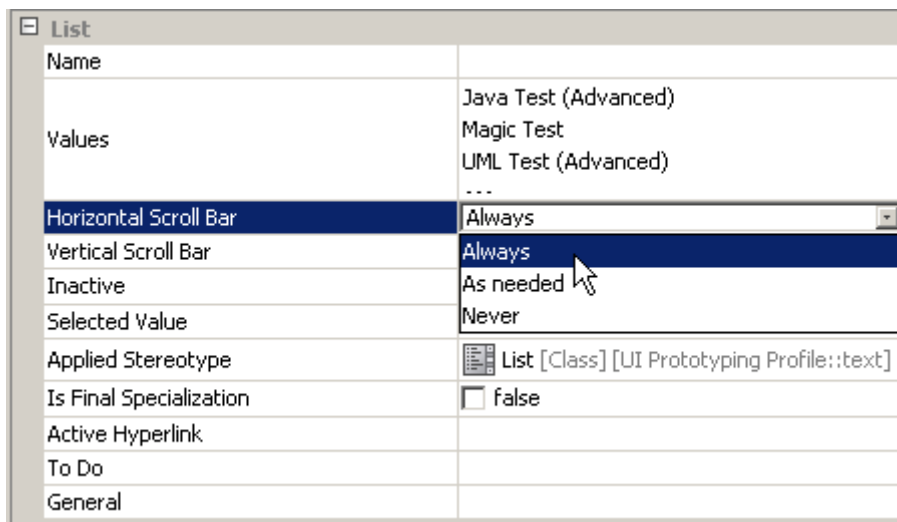 List
Name
Values
Java Test (Advanced)
Magic Test
UML Test (Advanced)
---
Horizontal Scroll Bar
Always
Vertical Scroll Bar
Always
Inactive
As needed
Selected Value
Never
Applied Stereotype
List [Class] [UI Prototyping Profile::text]
Is Final Specialization
false
Active Hyperlink
To Do
General